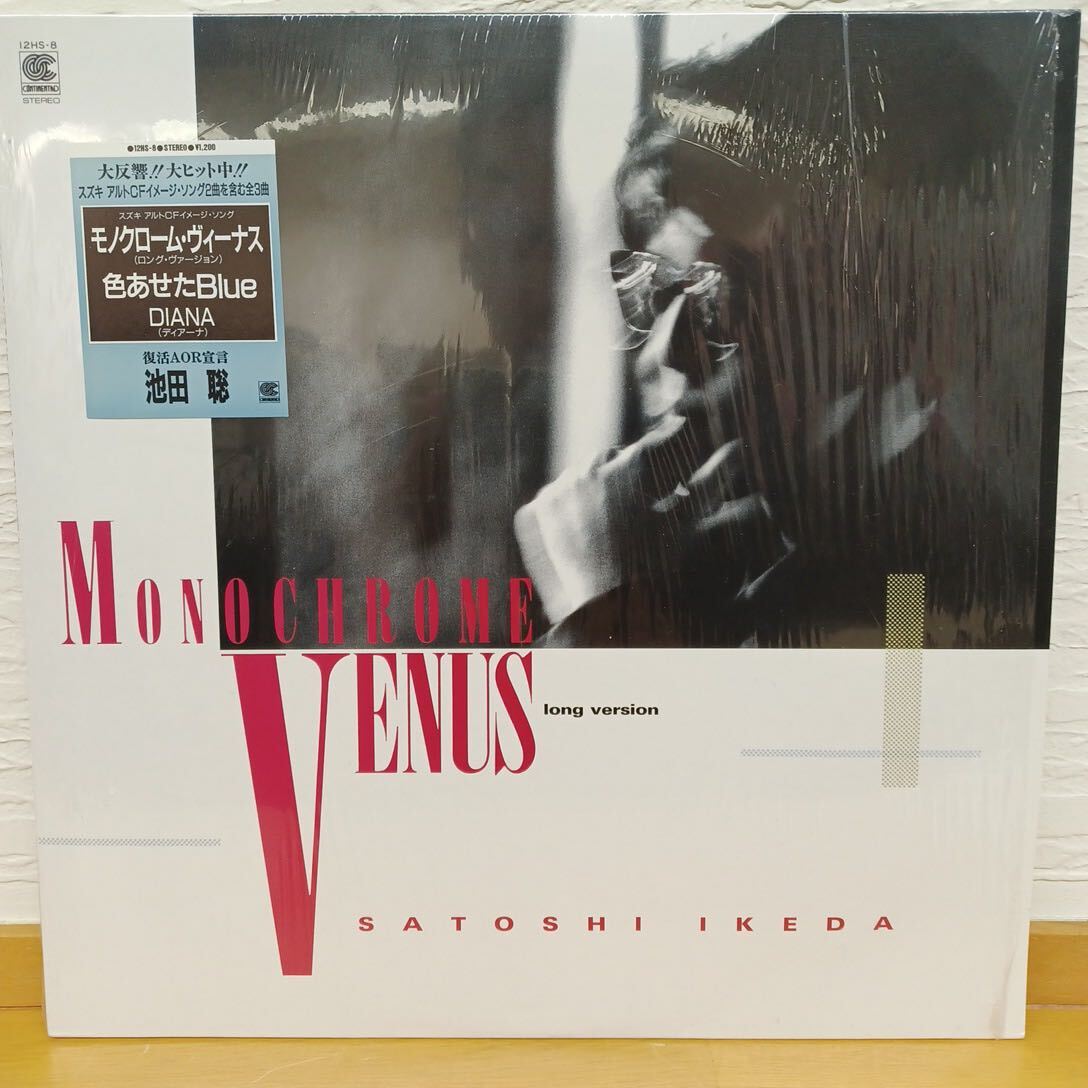 12HS-8
CONTINENTAL
STEREO
●12HS-8●STEREO●¥1,200
大反響!!大ヒット中!!
スズキ アルトCFイメージ・ソング2曲を含む全3曲
スズキ アルトCFイメージ・ソング
モノクローム・ヴィーナス
(ロング・ヴァージョン)
色あせたBlue
DIANA
(ディアーナ)
復活AOR宣言
池田 聡
CONTINENTAL
MONOCHROME
VENUS
long version
SATOSHI IKEDA